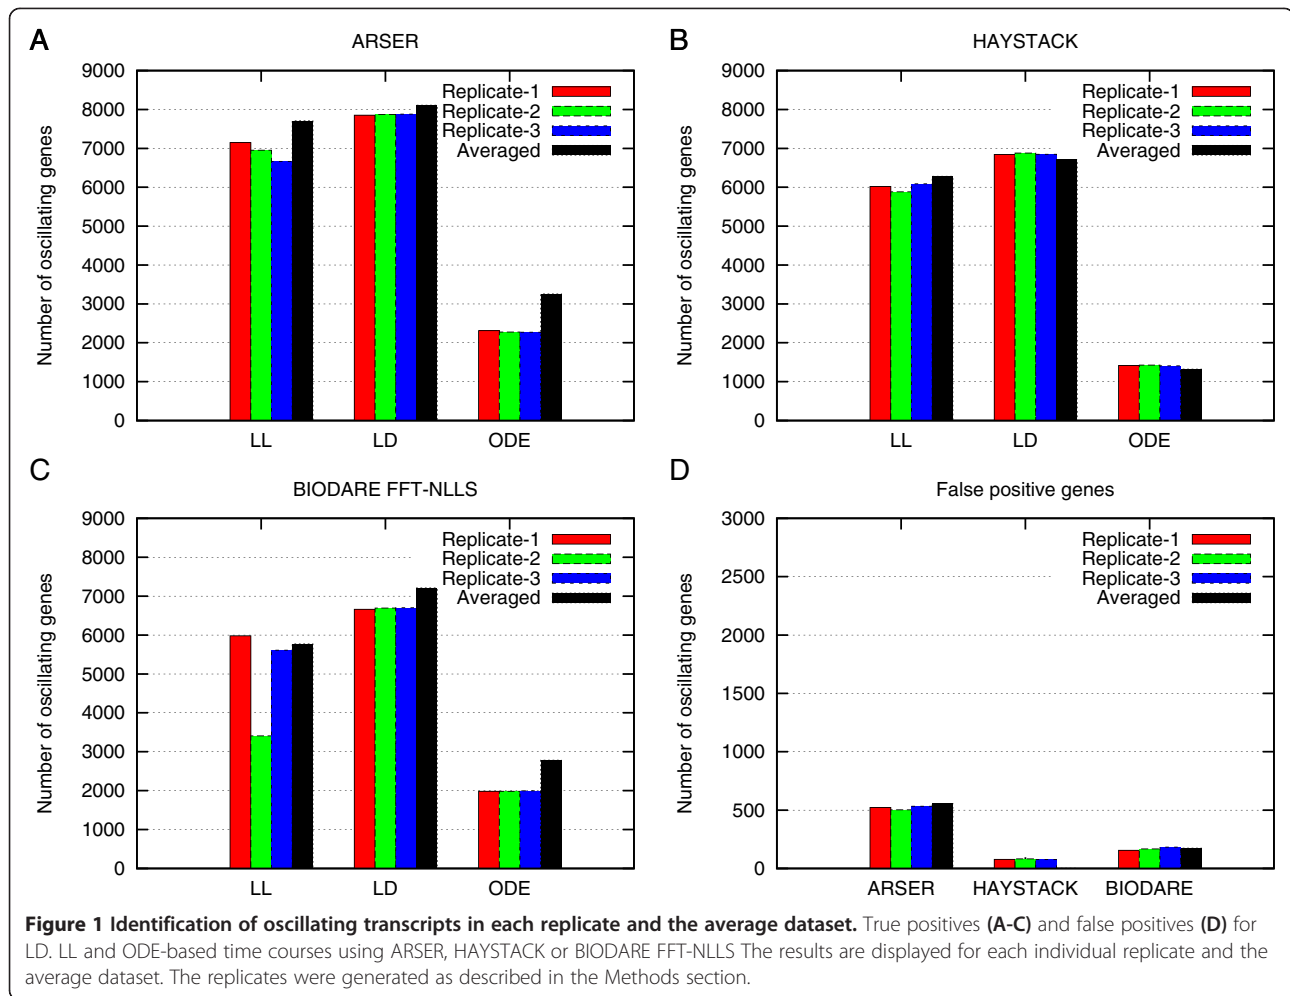 A
ARSER
Number of oscillating genes
9000
8000
7000
6000
5000
4000
3000
2000
1000
0
Replicate-1
Replicate-2
Replicate-3
Averaged
LL LD ODE
B
HAYSTACK
Number of oscillating genes
9000
8000
7000
6000
5000
4000
3000
2000
1000
0
Replicate-1
Replicate-2
Replicate-3
Averaged
LL LD ODE
C
BIODARE FFT-NLLS
Number of oscillating genes
9000
8000
7000
6000
5000
4000
3000
2000
1000
0
Replicate-1
Replicate-2
Replicate-3
Averaged
LL LD ODE
D
False positive genes
Number of oscillating genes
3000
2500
2000
1500
1000
500
0
Replicate-1
Replicate-2
Replicate-3
Averaged
ARSER HAYSTACK BIODARE
Figure 1 Identification of oscillating transcripts in each replicate and the average dataset. True positives (A-C) and false positives (D) for
LD. LL and ODE-based time courses using ARSER, HAYSTACK or BIODARE FFT-NLLS The results are displayed for each individual replicate and the
average dataset. The replicates were generated as described in the Methods section.